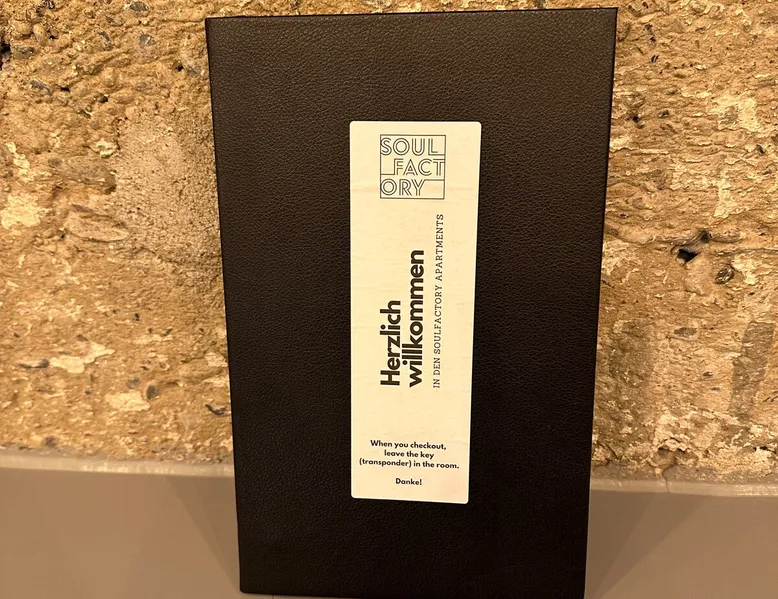 SOUL
FACT
ORY
Herzlich
willkommen
IN DEN SOULFACTORY APARTMENTS
When you checkout,
leave the key
(transponder) in the room.
Danke!